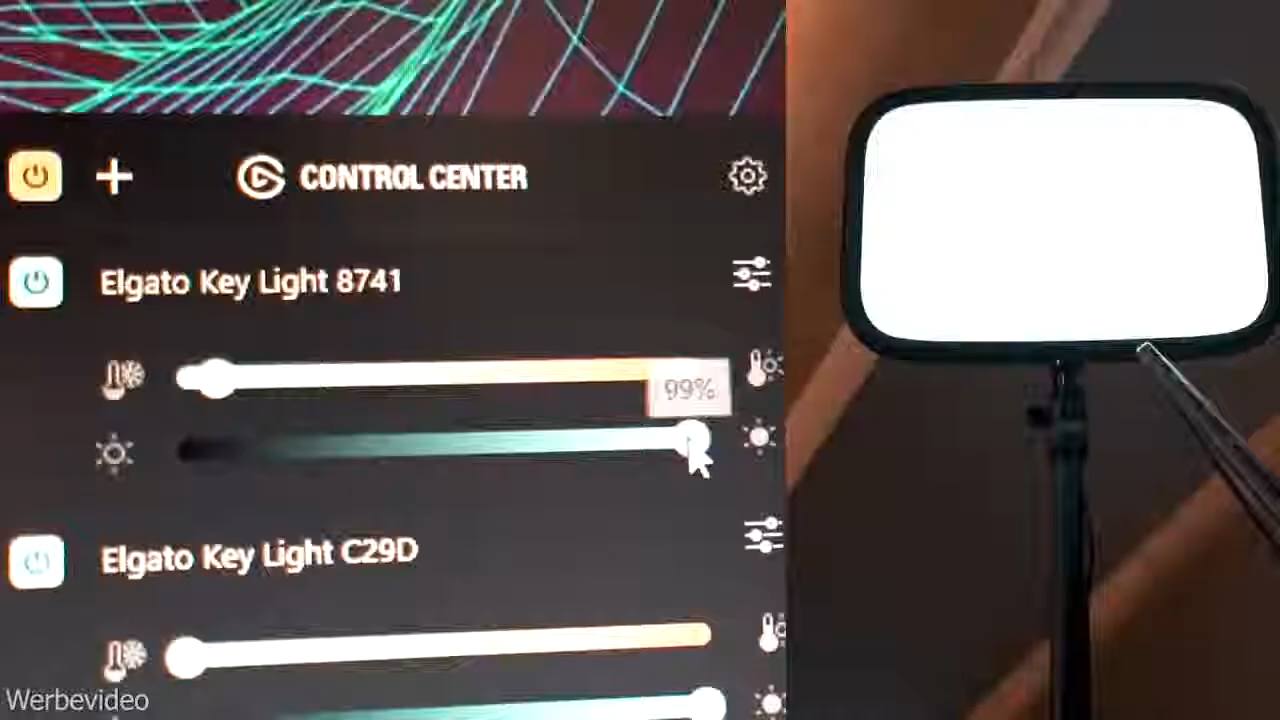 CONTROL CENTER
Elgato Key Light 8741
99%
Elgato Key Light C29D
Werbevideo